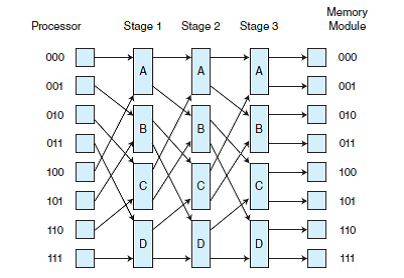 Memory
Processor Stage 1 Stage 2 Stage 3 Module
000 000
A A A
001 001
010 010
B B B
011 011
100 100
C C C
101 101
110 110
D D D
111 111